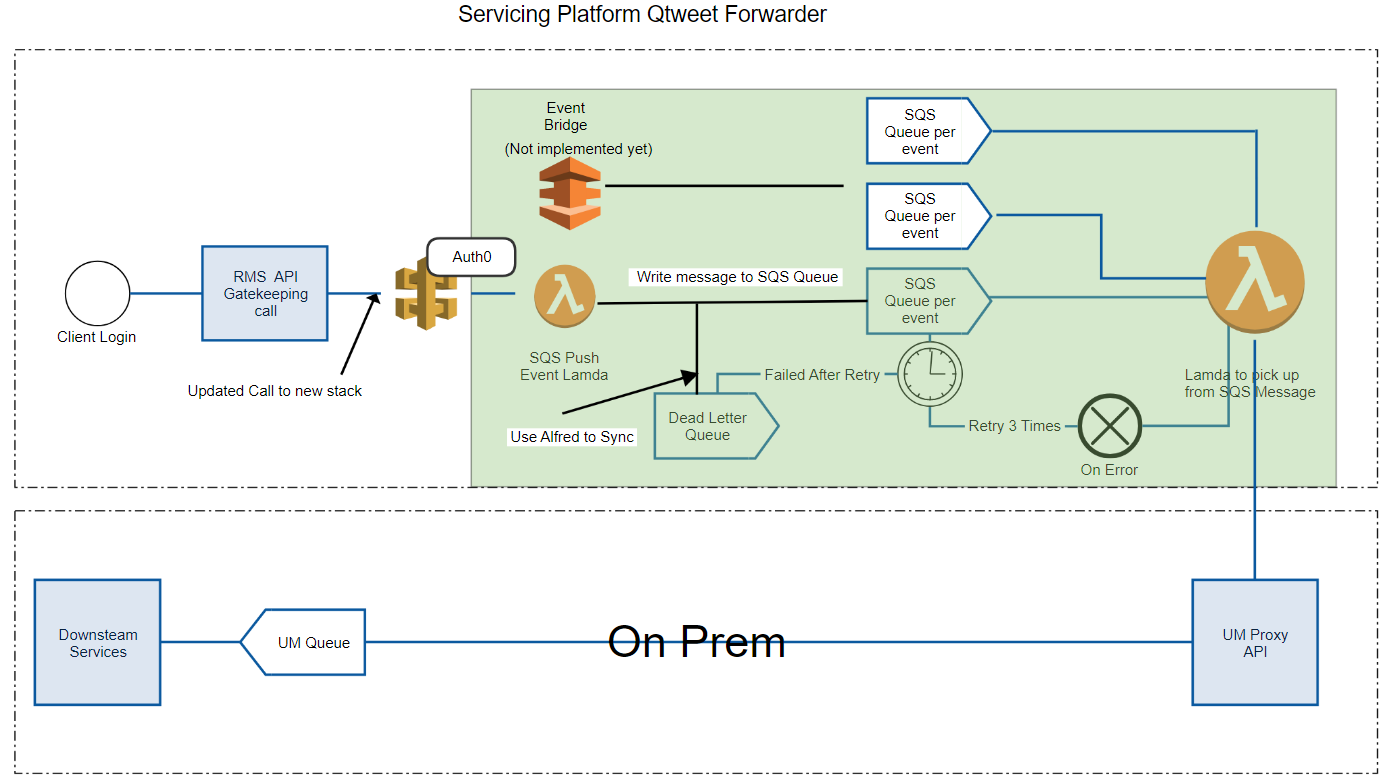 Servicing Platform Qtweet Forwarder
Event
Bridge
(Not implemented yet)
SQS
Queue per
event
SQS
Queue per
event
Auth0
RMS API
Gatekeeping
call
Write message to SQS Queue
SQS
Queue per
event
Client Login
SQS Push
Event Lamda
Updated Call to new stack
Failed After Retry
Lamda to pick up
from SQS Message
Use Alfred to Sync
Dead Letter
Queue
Retry 3 Times
On Error
Downsteam
Services
UM Queue
On Prem
UM Proxy
API